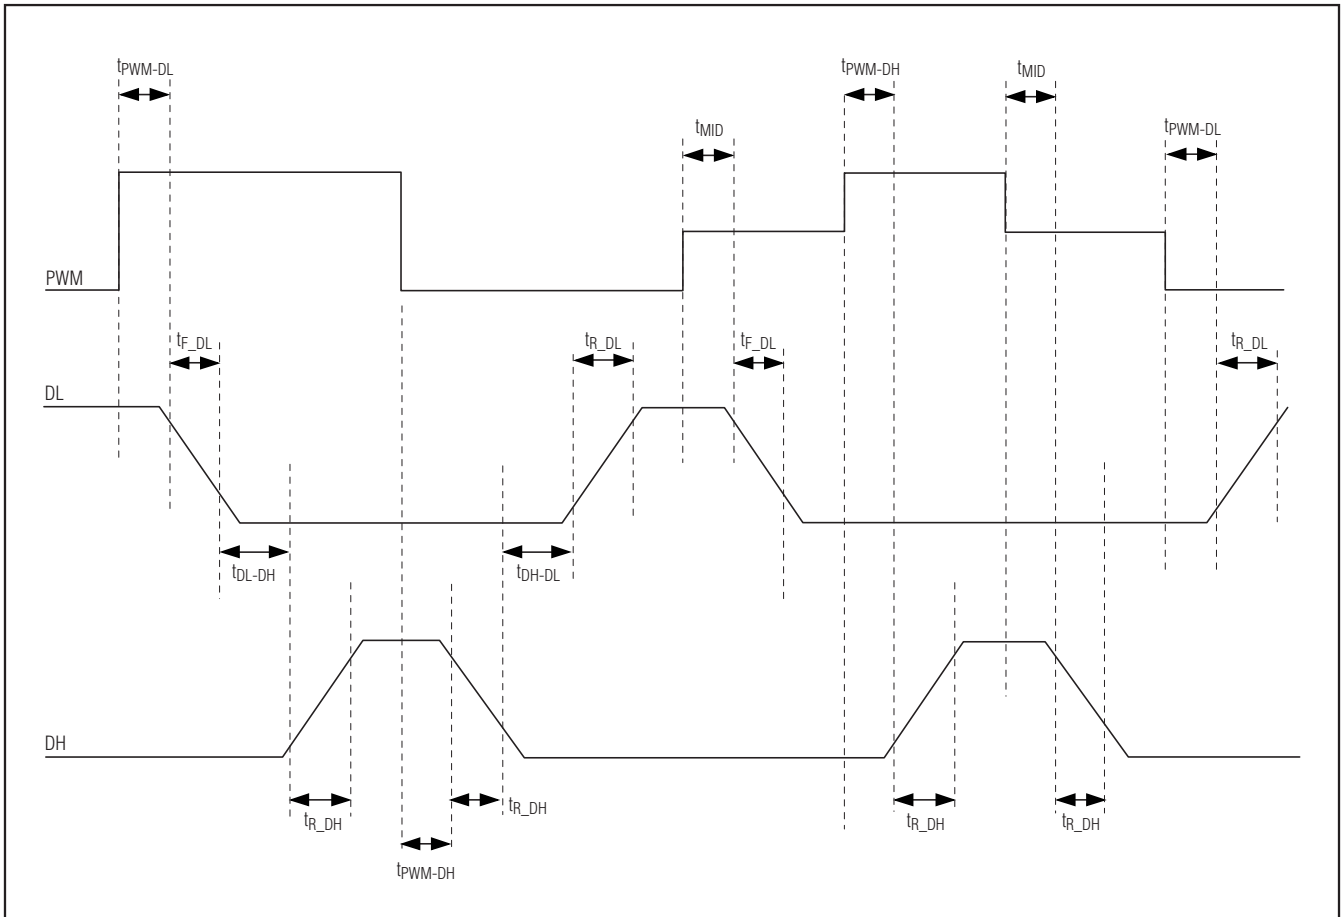 tPWM-DL
tPWM-DH
tMID
tMID
tPWM-DL
PWM
tF_DL
tR_DL
tF_DL
tR_DL
DL
tDL-DH
tDH-DL
DH
tR_DH
tR_DH
tR_DH
tR_DH
tPWM-DH